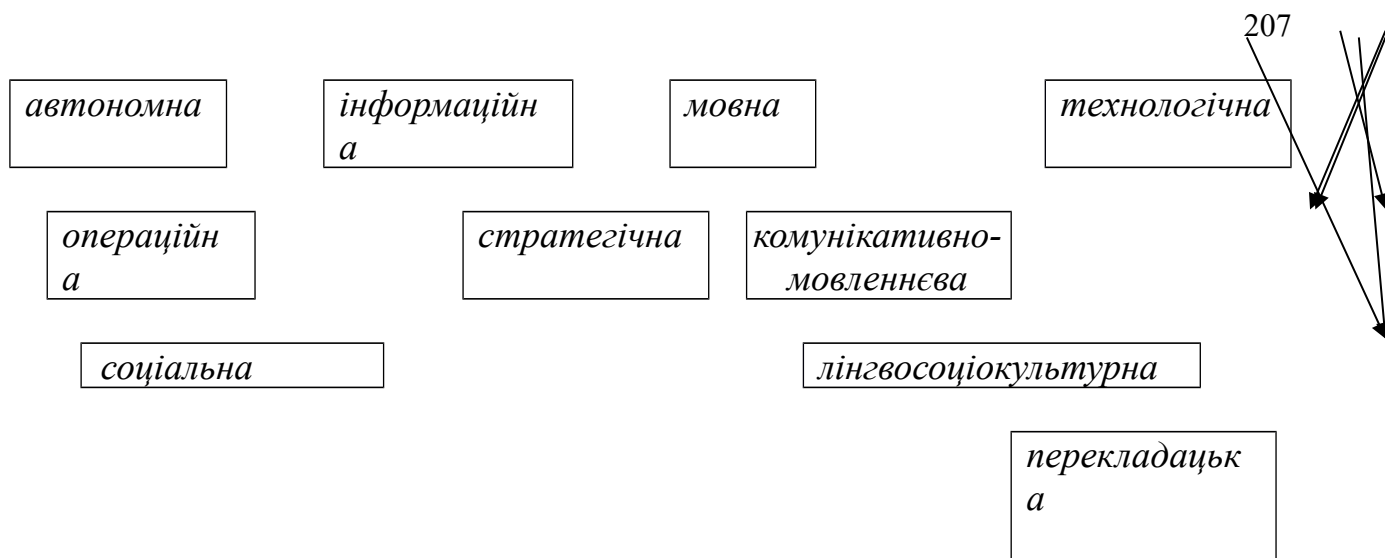 207
автономна
інформаційн
а
мовна
технологічна
операційн
а
стратегічна
комунікативно-
мовленнєва
соціальна
лінгвосоціокультурна
перекладацьк
а